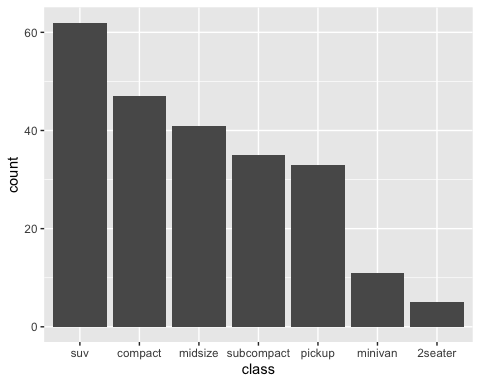 60
40
20
0
count
suv compact midsize subcompact pickup minivan 2seater
class